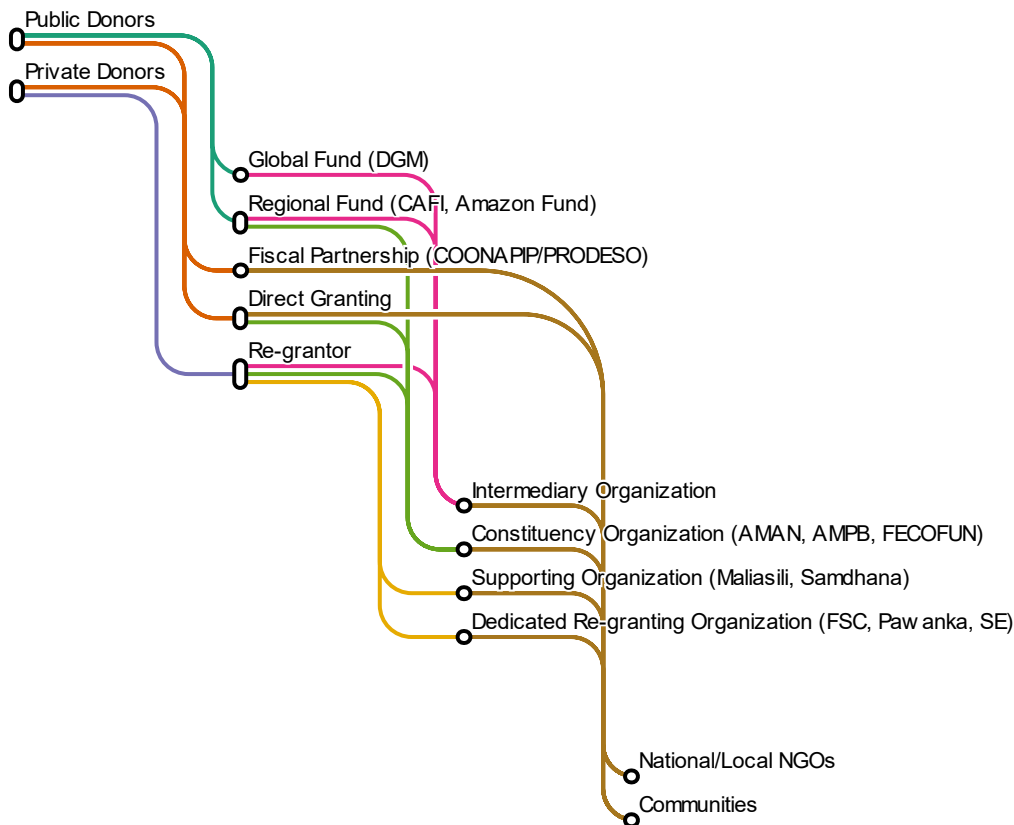 Public Donors
Private Donors
Global Fund (DGM)
Regional Fund (CAFI, Amazon Fund)
Fiscal Partnership (COONAPIP/PRODESO)
Direct Granting
Re-grantor
Intermediary Organization
Constituency Organization (AMAN, AMPB, FECOFUN)
Supporting Organization (Maliasili, Samdhana)
Dedicated Re-granting Organization (FSC, Pawanka, SE)
National/Local NGOs
Communities